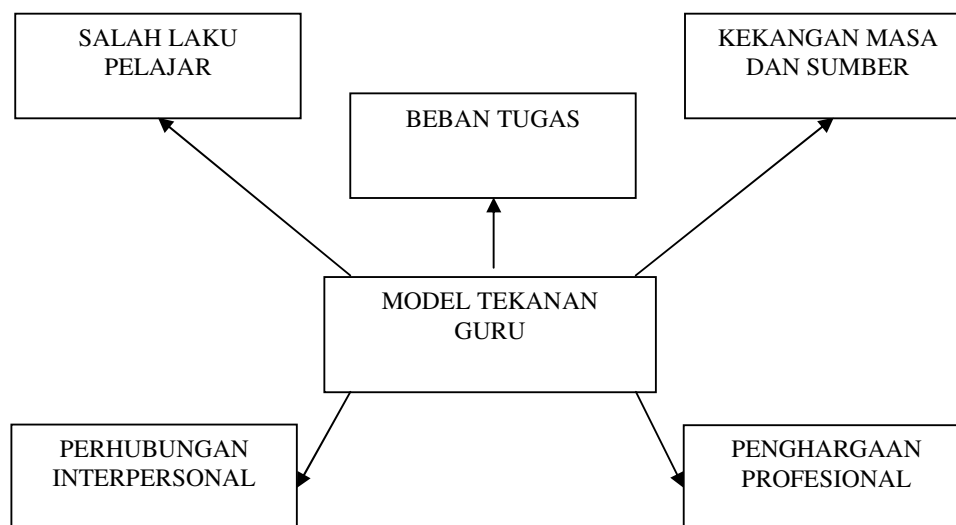 SALAH LAKU
PELAJAR
KEKANGAN MASA
DAN SUMBER
BEBAN TUGAS
MODEL TEKANAN
GURU
PERHUBUNGAN
INTERPERSONAL
PENGHARGAAN
PROFESIONAL